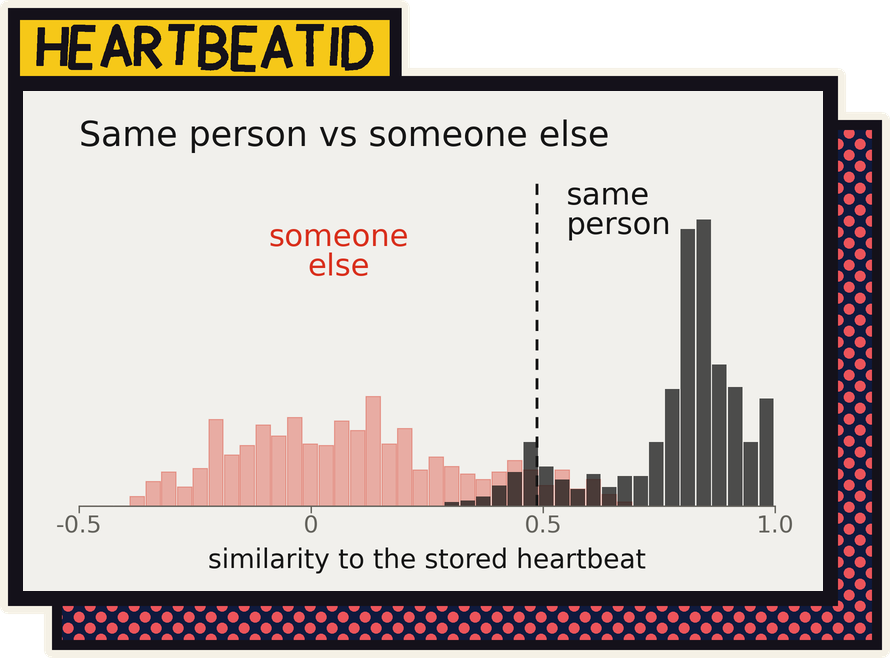 HEARTBEATID
Same person vs someone else
same
person
someone
else
-0.5 0 0.5 1.0
similarity to the stored heartbeat